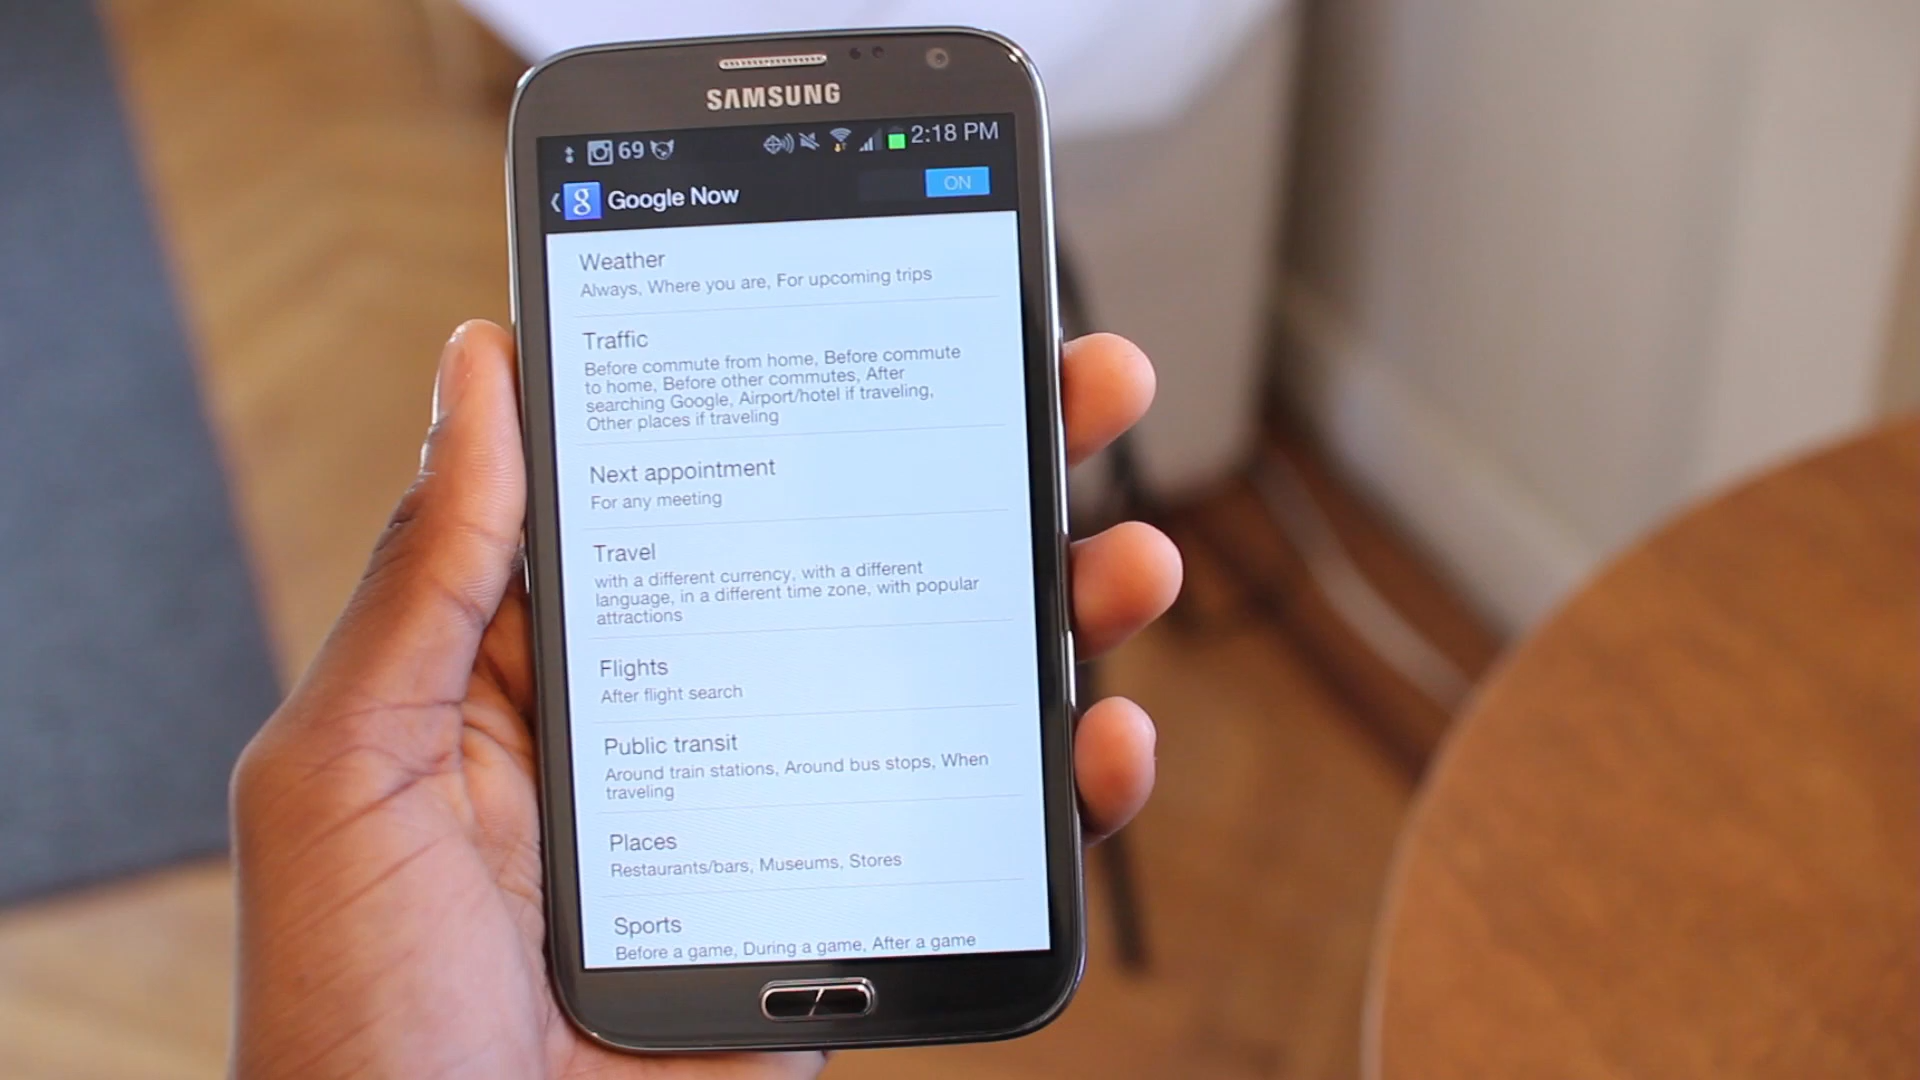 SAMSUNG
69 2:18 PM
g Google Now ON
Weather
Always, Where you are, For upcoming trips
Traffic
Before commute from home, Before commute
to home, Before other commutes, After
searching Google, Airport/hotel if traveling,
Other places if traveling
Next appointment
For any meeting
Travel
with a different currency, with a different
language, in a different time zone, with popular
attractions
Flights
After flight search
Public transit
Around train stations, Around bus stops, When
traveling
Places
Restaurants/bars, Museums, Stores
Sports
Before a game, During a game, After a game